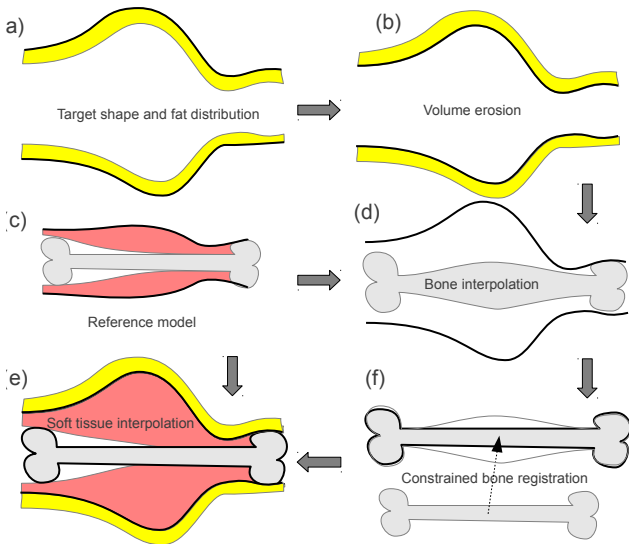 a)
(b)
Target shape and fat distribution
Volume erosion
(c)
(d)
Bone interpolation
Reference model
(e)
(f)
Soft tissue interpolation
Constrained bone registration